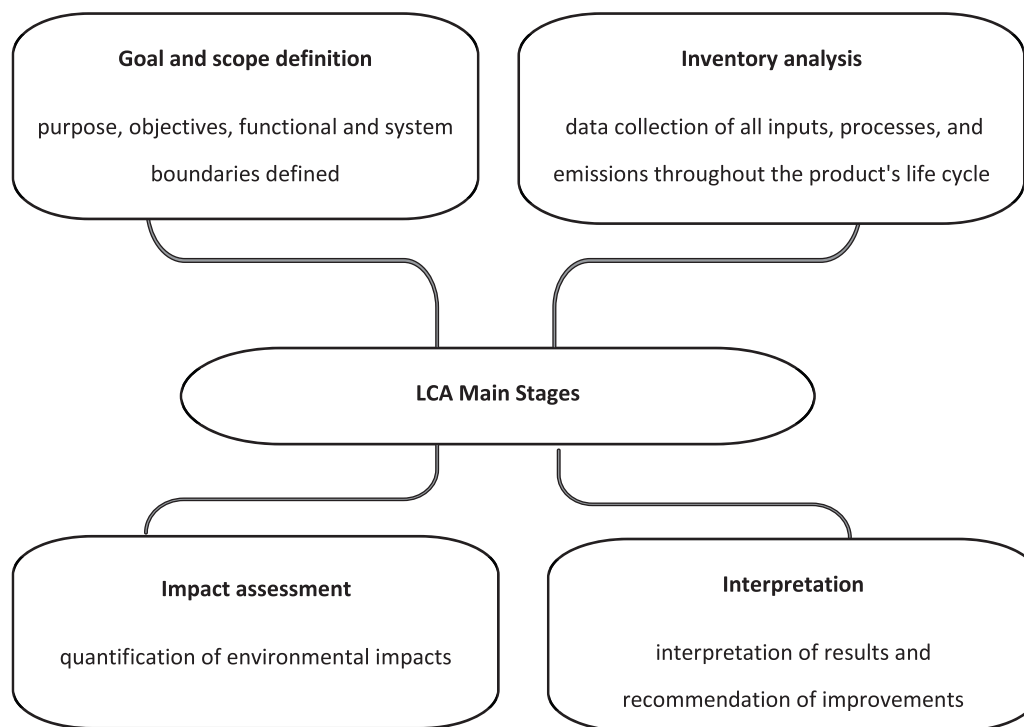 Goal and scope definition
purpose, objectives, functional and system
boundaries defined
Inventory analysis
data collection of all inputs, processes, and
emissions throughout the product's life cycle
LCA Main Stages
Impact assessment
quantification of environmental impacts
Interpretation
interpretation of results and
recommendation of improvements